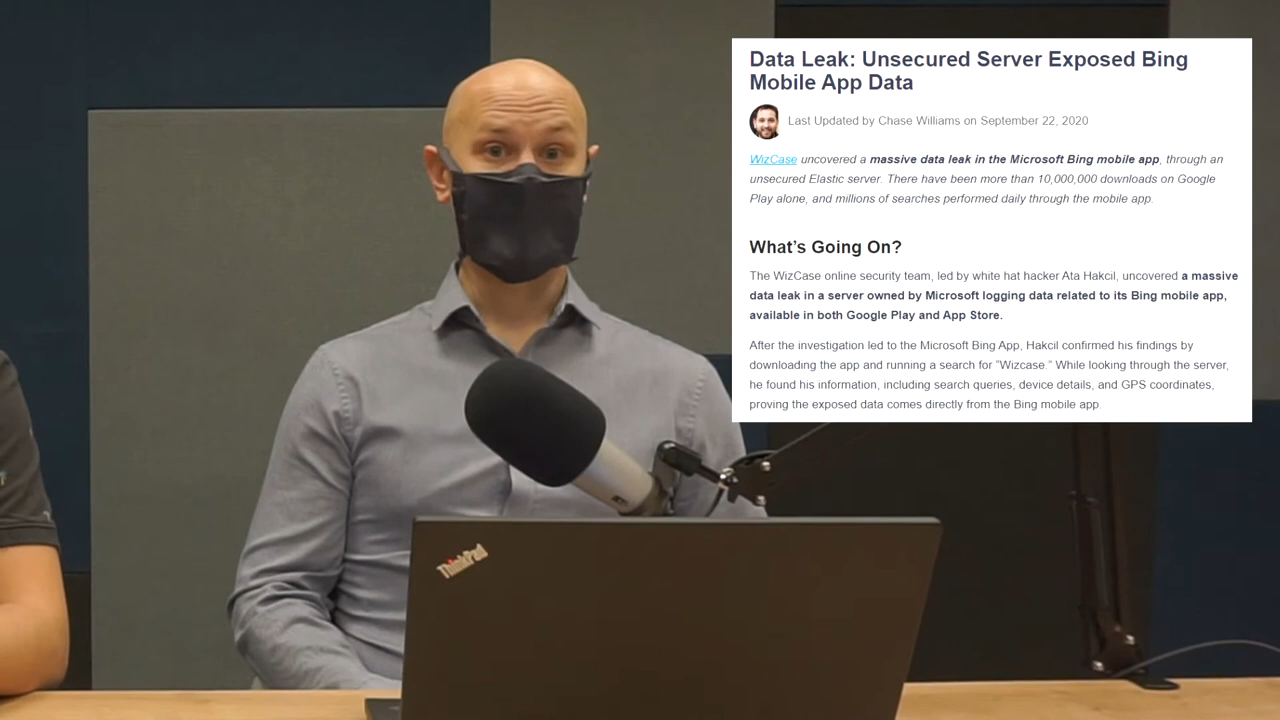 Data Leak: Unsecured Server Exposed Bing
Mobile App Data
Last Updated by Chase Williams on September 22, 2020
WizCase uncovered a massive data leak in the Microsoft Bing mobile app, through an
unsecured Elastic server. There have been more than 10,000,000 downloads on Google
Play alone, and millions of searches performed daily through the mobile app.
What's Going On?
The WizCase online security team, led by white hat hacker Ata Hakcil, uncovered a massive
data leak in a server owned by Microsoft logging data related to its Bing mobile app,
available in both Google Play and App Store.
After the investigation led to the Microsoft Bing App, Hakcil confirmed his findings by
downloading the app and running a search for "Wizcase." While looking through the server,
he found his information, including search queries, device details, and GPS coordinates,
proving the exposed data comes directly from the Bing mobile app.
ThinkPad